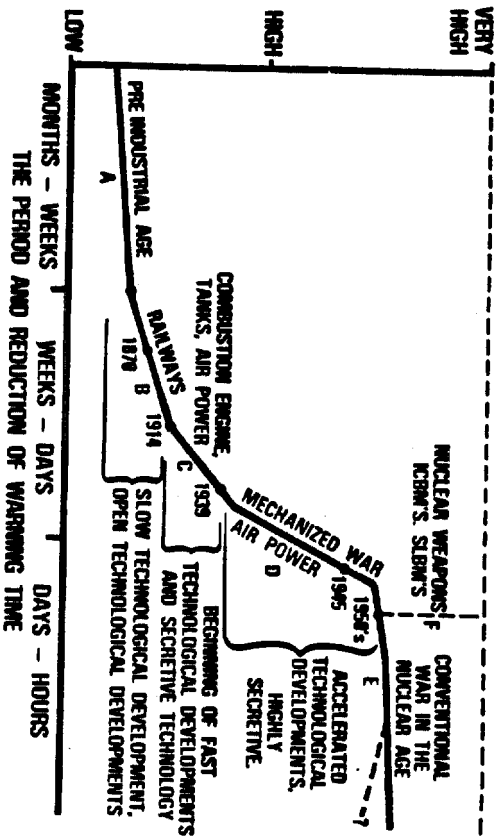 VERY
HIGH
HIGH
LOW
NUCLEAR WEAPONS
ICBM'S. SLBM'S
F
CONVENTIONAL
WAR IN THE
NUCLEAR AGE
COMBUSTION ENGINE,
TANKS, AIR POWER
MECHANIZED WAR
AIR POWER
PRE INDUSTRIAL AGE
RAILWAYS
A
1870
B
1914
C
1939
D
1945
1950's
E
?
ACCELERATED
TECHNOLOGICAL
DEVELOPMENTS,
HIGHLY
SECRETIVE.
BEGINNING OF FAST
TECHNOLOGICAL DEVELOPMENTS
AND SECRETIVE TECHNOLOGY
SLOW TECHNOLOGICAL DEVELOPMENT,
OPEN TECHNOLOGICAL DEVELOPMENTS
MONTHS - WEEKS
WEEKS - DAYS
DAYS - HOURS
THE PERIOD AND REDUCTION OF WARNING TIME